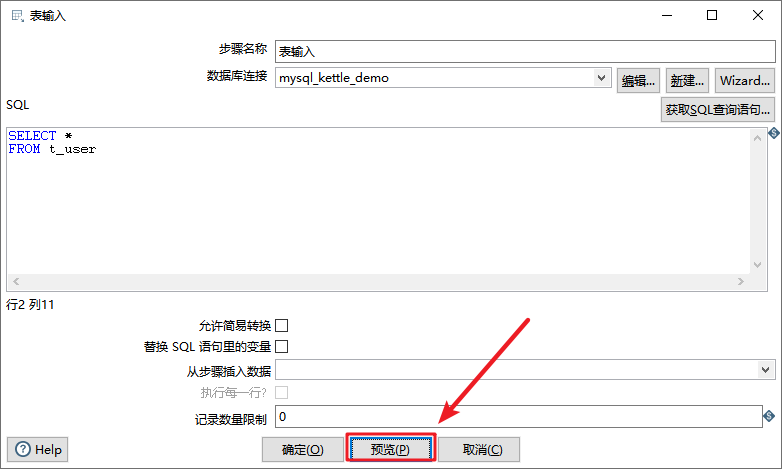 表输入
步骤名称 表输入
数据库连接 mysql_kettle_demo 编辑... 新建... Wizard...
SQL 获取SQL查询语句...
SELECT *
FROM t_user
行2 列11
允许简易转换
替换 SQL 语句里的变量
从步骤插入数据
执行每一行?
记录数量限制 0
Help 确定(O) 预览(P) 取消(C)